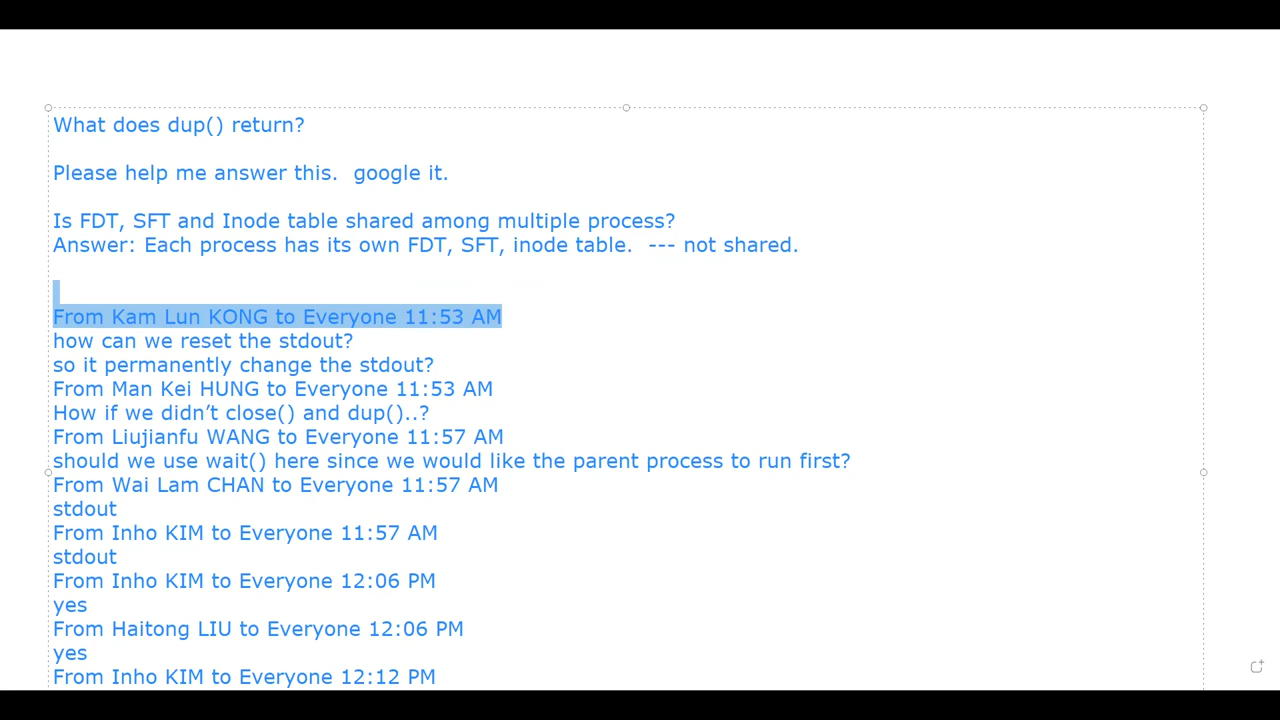 What does dup() return?
Please help me answer this.  google it.
Is FDT, SFT and Inode table shared among multiple process?
Answer: Each process has its own FDT, SFT, inode table.  --- not shared.
From Kam Lun KONG to Everyone 11:53 AM
how can we reset the stdout?
so it permanently change the stdout?
From Man Kei HUNG to Everyone 11:53 AM
How if we didn’t close() and dup()..?
From Liujianfu WANG to Everyone 11:57 AM
should we use wait() here since we would like the parent process to run first?
From Wai Lam CHAN to Everyone 11:57 AM
stdout
From Inho KIM to Everyone 11:57 AM
stdout
From Inho KIM to Everyone 12:06 PM
yes
From Haitong LIU to Everyone 12:06 PM
yes
From Inho KIM to Everyone 12:12 PM